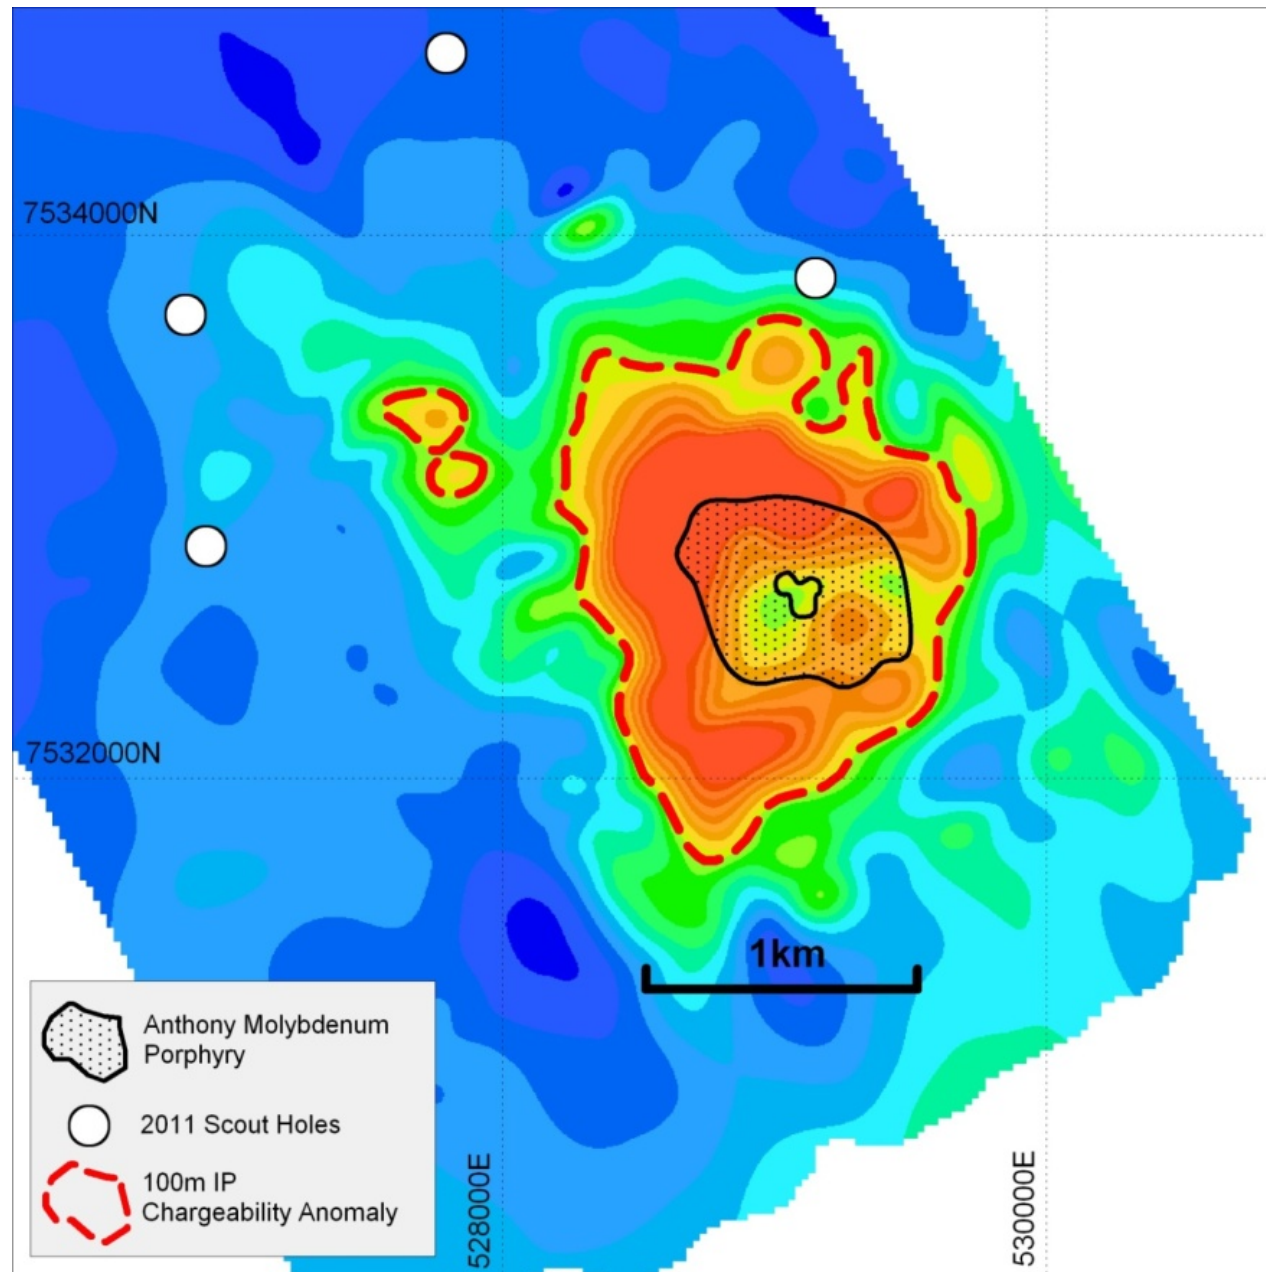 7534000N
7532000N
1km
Anthony Molybdenum
Porphyry
2011 Scout Holes
100m IP
Chargeability Anomaly
528000E
530000E